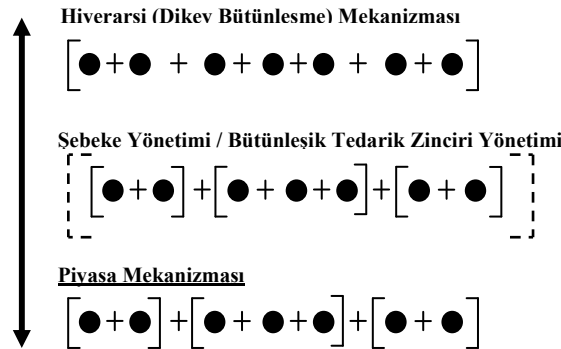 Hiyerarşi (Dikey Bütünleşme) Mekanizması
[●+● + ●+●+● + ●+●]
Şebeke Yönetimi / Bütünleşik Tedarik Zinciri Yönetimi
[[●+●]+[●+●+●]+[●+●]]
Piyasa Mekanizması
[●+●]+[●+●+●]+[●+●]